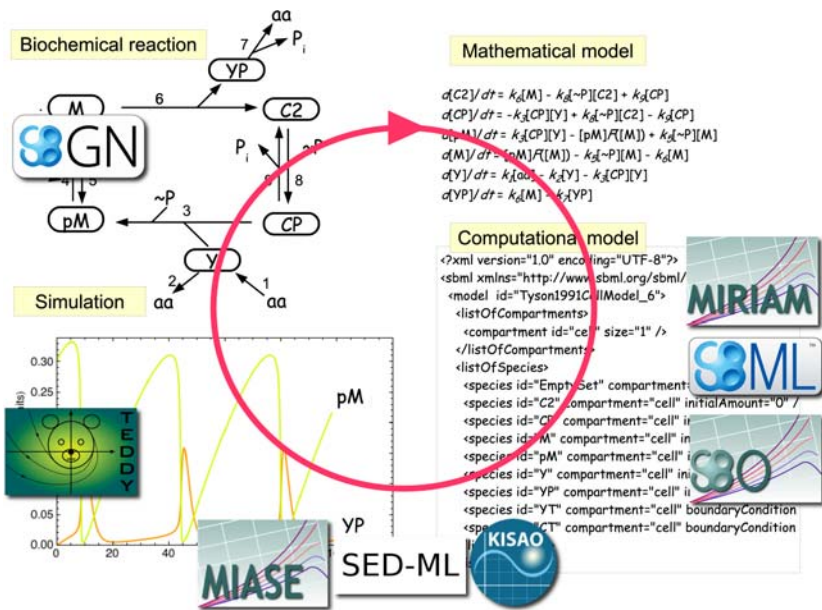 Biochemical reaction
aa
7
P i
YP
M
6
C2
SBGN
P i
~P
4 5
9 8
pM
~P
3
CP
Y
2
1
aa
aa
Mathematical model
d[C2]/dt = k6[M] - k8[~P][C2] + k9[CP]
d[CP]/dt = -k3[CP][Y] + k8[~P][C2] - k9[CP]
d[pM]/dt = k3[CP][Y] - [pM]F([M]) + k5[~P][M]
d[M]/dt = [pM]F([M]) - k5[~P][M] - k6[M]
d[Y]/dt = k1[aa] - k2[Y] - k3[CP][Y]
d[YP]/dt = k6[M] - k7[YP]
Computational model
<?xml version="1.0" encoding="UTF-8"?>
<sbml xmlns="http://www.sbml.org/sbml/
<model id="Tyson1991CellModel_6">
<listOfCompartments>
<compartment id="cell" size="1" />
</listOfCompartments>
<listOfSpecies>
<species id="EmptySet" compartment=
<species id="C2" compartment="cell" initialAmount="0" /
<species id="CP" compartment="cell"
<species id="M" compartment="cell"
<species id="pM" compartment="cell"
<species id="Y" compartment="cell"
<species id="YP" compartment="cell"
<species id="YT" compartment="cell" boundaryCondition
CT" compartment="cell" boundaryCondition
MIRIAM
SBML™
SBO
Simulation
0.30
0.25
0.05
0.00
0
20
40
pM
YP
TEDDY
MIASE
SED-ML
KISAO